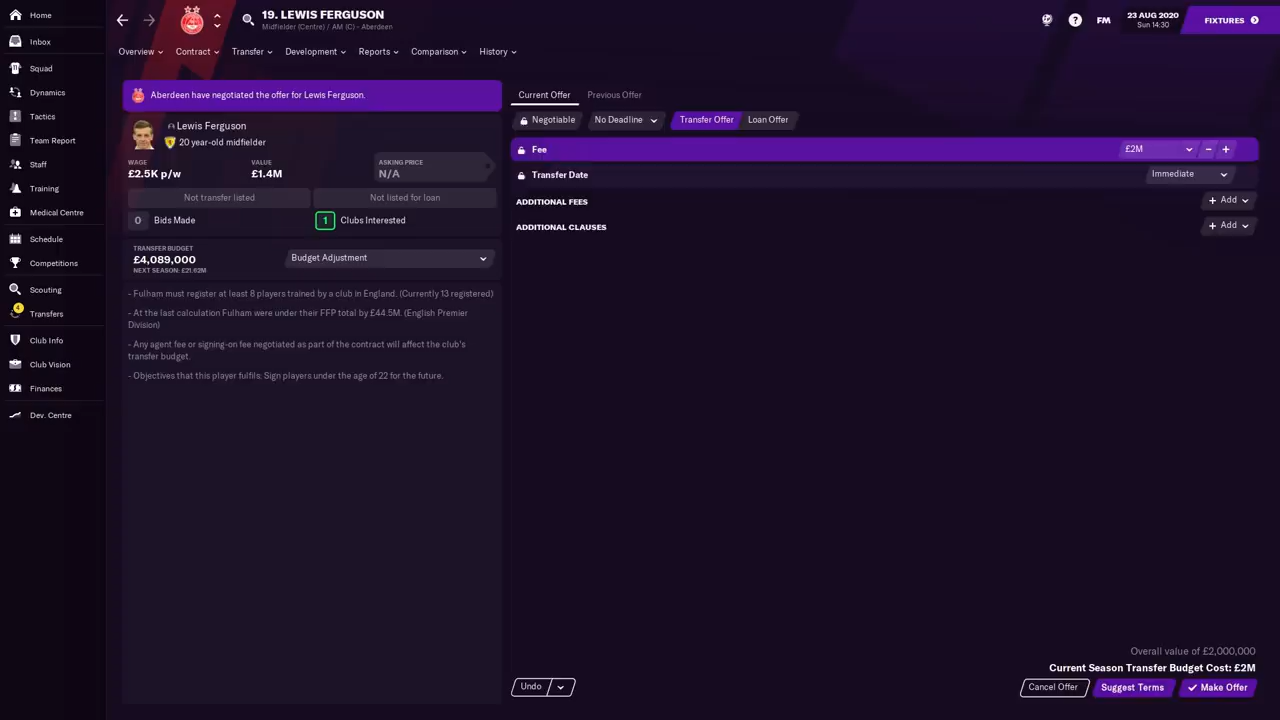 Home
Inbox
Squad
Dynamics
Tactics
Team Report
Staff
Training
Medical Centre
Schedule
Competitions
Scouting
4
Transfers
Club Info
Club Vision
Finances
Dev. Centre
19. LEWIS FERGUSON
Midfielder (Centre) / AM (C) - Aberdeen
? FM
23 AUG 2020
Sun 14:30
FIXTURES
Overview Contract Transfer Development Reports Comparison History
Aberdeen have negotiated the offer for Lewis Ferguson.
Lewis Ferguson
20 year-old midfielder
WAGE VALUE ASKING PRICE
£2.5K p/w £1.4M N/A
Not transfer listed Not listed for loan
0 Bids Made 1 Clubs Interested
TRANSFER BUDGET
£4,089,000
NEXT SEASON: £21.62M
Budget Adjustment
- Fulham must register at least 8 players trained by a club in England. (Currently 13 registered)
- At the last calculation Fulham were under their FFP total by £44.5M. (English Premier
Division)
- Any agent fee or signing-on fee negotiated as part of the contract will affect the club's
transfer budget.
- Objectives that this player fulfils: Sign players under the age of 22 for the future.
Current Offer Previous Offer
Negotiable No Deadline Transfer Offer Loan Offer
Fee £2M - +
Transfer Date Immediate
ADDITIONAL FEES + Add
ADDITIONAL CLAUSES + Add
Overall value of £2,000,000
Current Season Transfer Budget Cost: £2M
Undo Cancel Offer Suggest Terms Make Offer